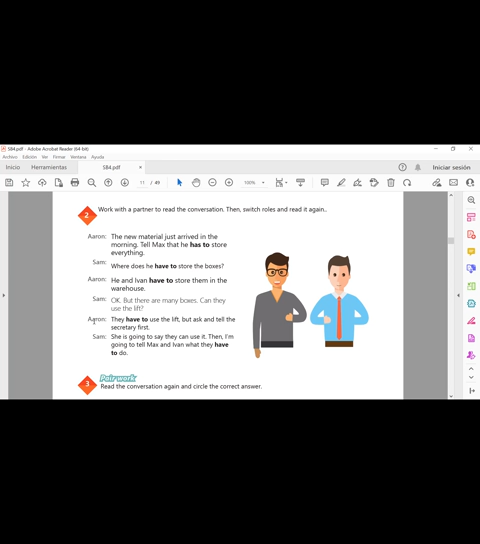 SB4.pdf - Adobe Acrobat Reader (64-bit)
Archivo Edición Ver Firmar Ventana Ayuda
Inicio Herramientas SB4.pdf × Iniciar sesión
11 / 49 100%
2 Work with a partner to read the conversation. Then, switch roles and read it again..
Aaron: The new material just arrived in the
morning. Tell Max that he has to store
everything.
Sam: Where does he have to store the boxes?
Aaron: He and Ivan have to store them in the
warehouse.
Sam: OK. But there are many boxes. Can they
use the lift?
Aaron: They have to use the lift, but ask and tell the
secretary first.
Sam: She is going to say they can use it. Then, I'm
going to tell Max and Ivan what they have
to do.
Pair work
3 Read the conversation again and circle the correct answer.